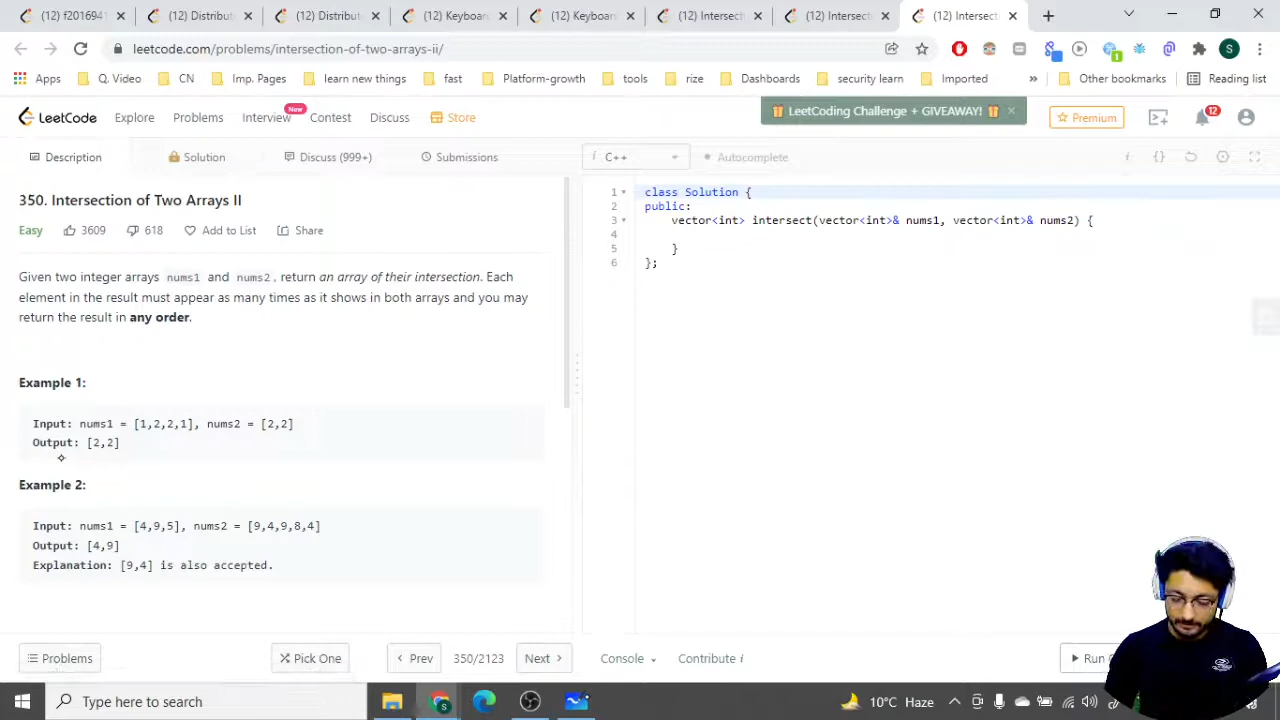 (12) f2016941
(12) Distribut
(12) Distribut
(12) Keyboard
(12) Keyboard
(12) Intersect
(12) Intersect
(12) Intersect
leetcode.com/problems/intersection-of-two-arrays-ii/
S
Apps
Q. Video
CN
Imp. Pages
learn new things
fast
Platform-growth
tools
rize
Dashboards
security learn
Imported
»
Other bookmarks
Reading list
LeetCode
Explore
Problems
Interview
New
Contest
Discuss
Store
LeetCoding Challenge + GIVEAWAY!
Premium
12
Description
Solution
Discuss (999+)
Submissions
i C++
Autocomplete
350. Intersection of Two Arrays II
Easy
3609
618
Add to List
Share
Given two integer arrays nums1 and nums2, return an array of their intersection. Each
element in the result must appear as many times as it shows in both arrays and you may
return the result in any order.
Example 1:
Input: nums1 = [1,2,2,1], nums2 = [2,2]
Output: [2,2]
Example 2:
Input: nums1 = [4,9,5], nums2 = [9,4,9,8,4]
Output: [4,9]
Explanation: [9,4] is also accepted.
1 class Solution {
2 public:
3 vector<int> intersect(vector<int>& nums1, vector<int>& nums2) {
4
5 }
6 };
Problems
Pick One
Prev
350/2123
Next
Console
Contribute i
Run
Type here to search
10°C Haze